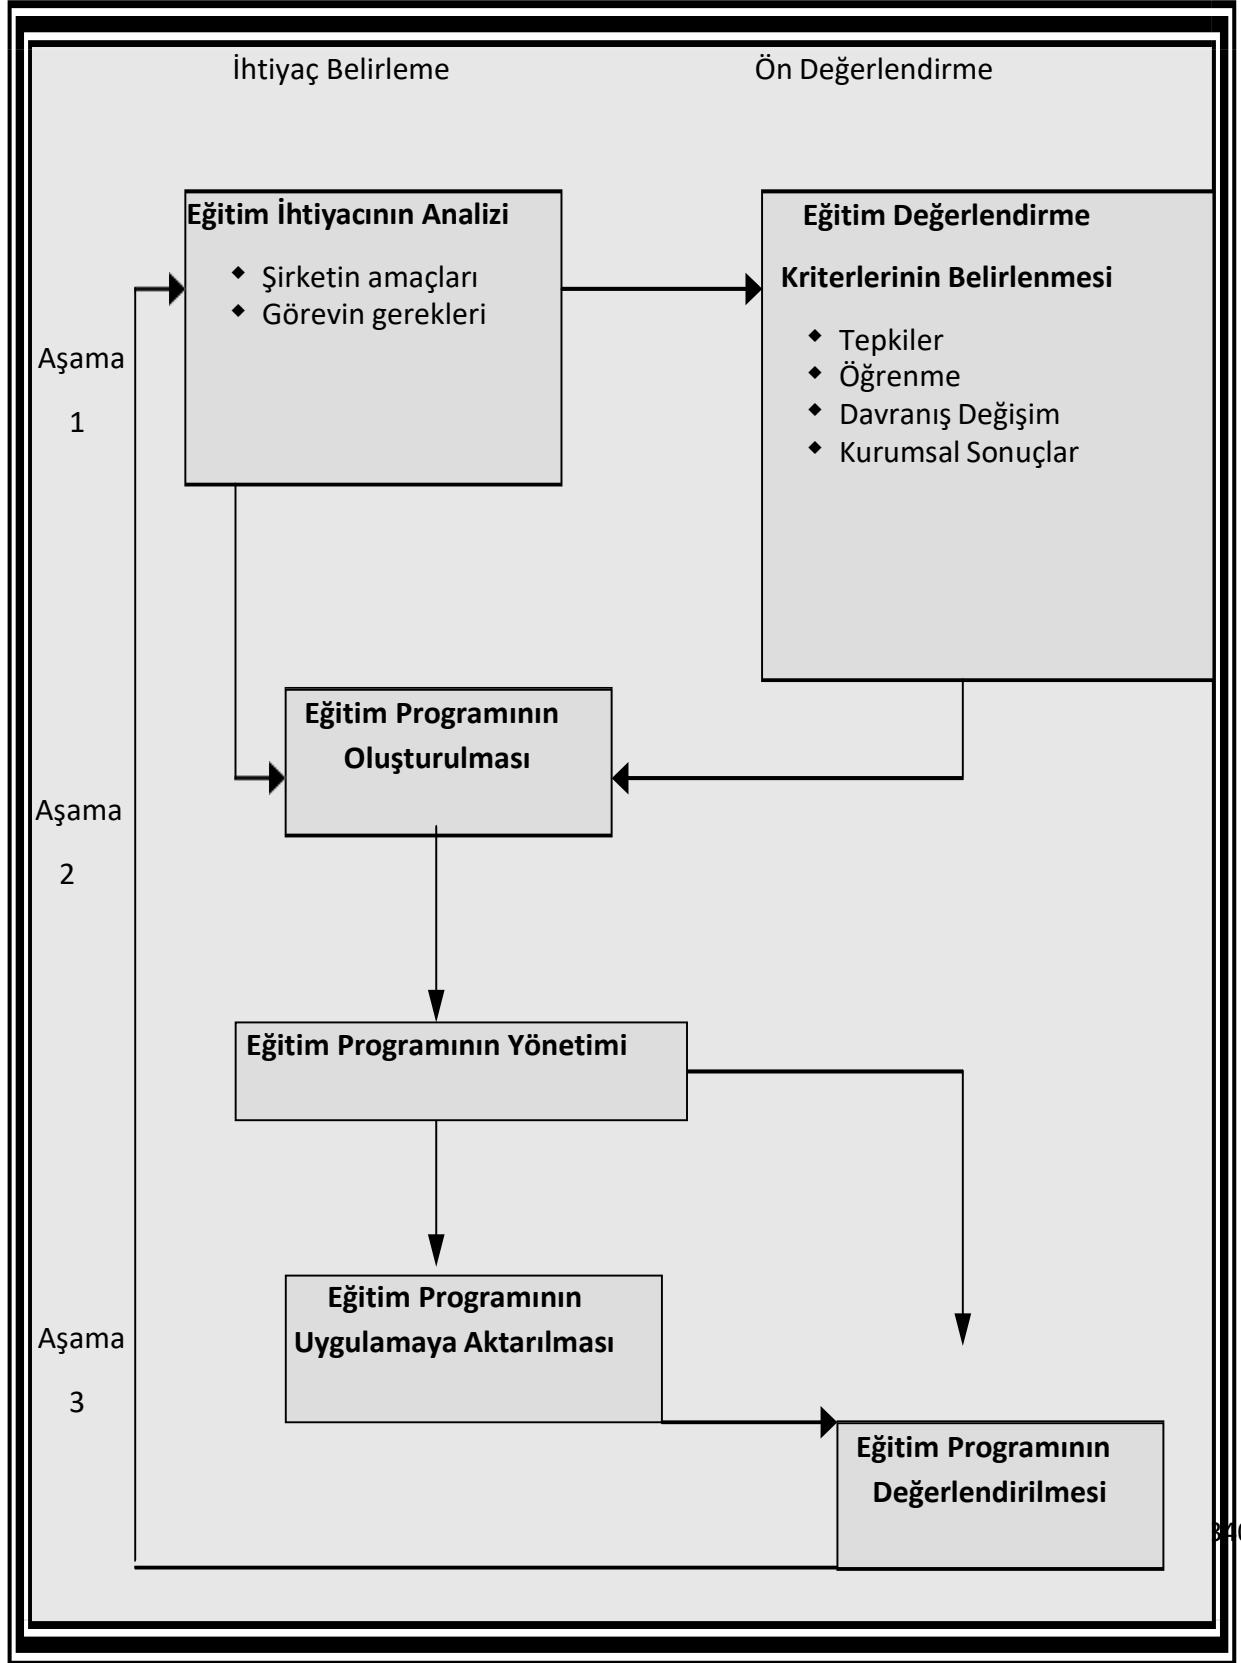 İhtiyaç Belirleme
Ön Değerlendirme
Eğitim İhtiyacının Analizi
◆ Şirketin amaçları
◆ Görevin gerekleri
Eğitim Değerlendirme
Kriterlerinin Belirlenmesi
◆ Tepkiler
◆ Öğrenme
◆ Davranış Değişim
◆ Kurumsal Sonuçlar
Aşama
1
Eğitim Programının
Oluşturulması
Aşama
2
Eğitim Programının Yönetimi
Eğitim Programının
Uygulamaya Aktarılması
Aşama
3
Eğitim Programının
Değerlendirilmesi